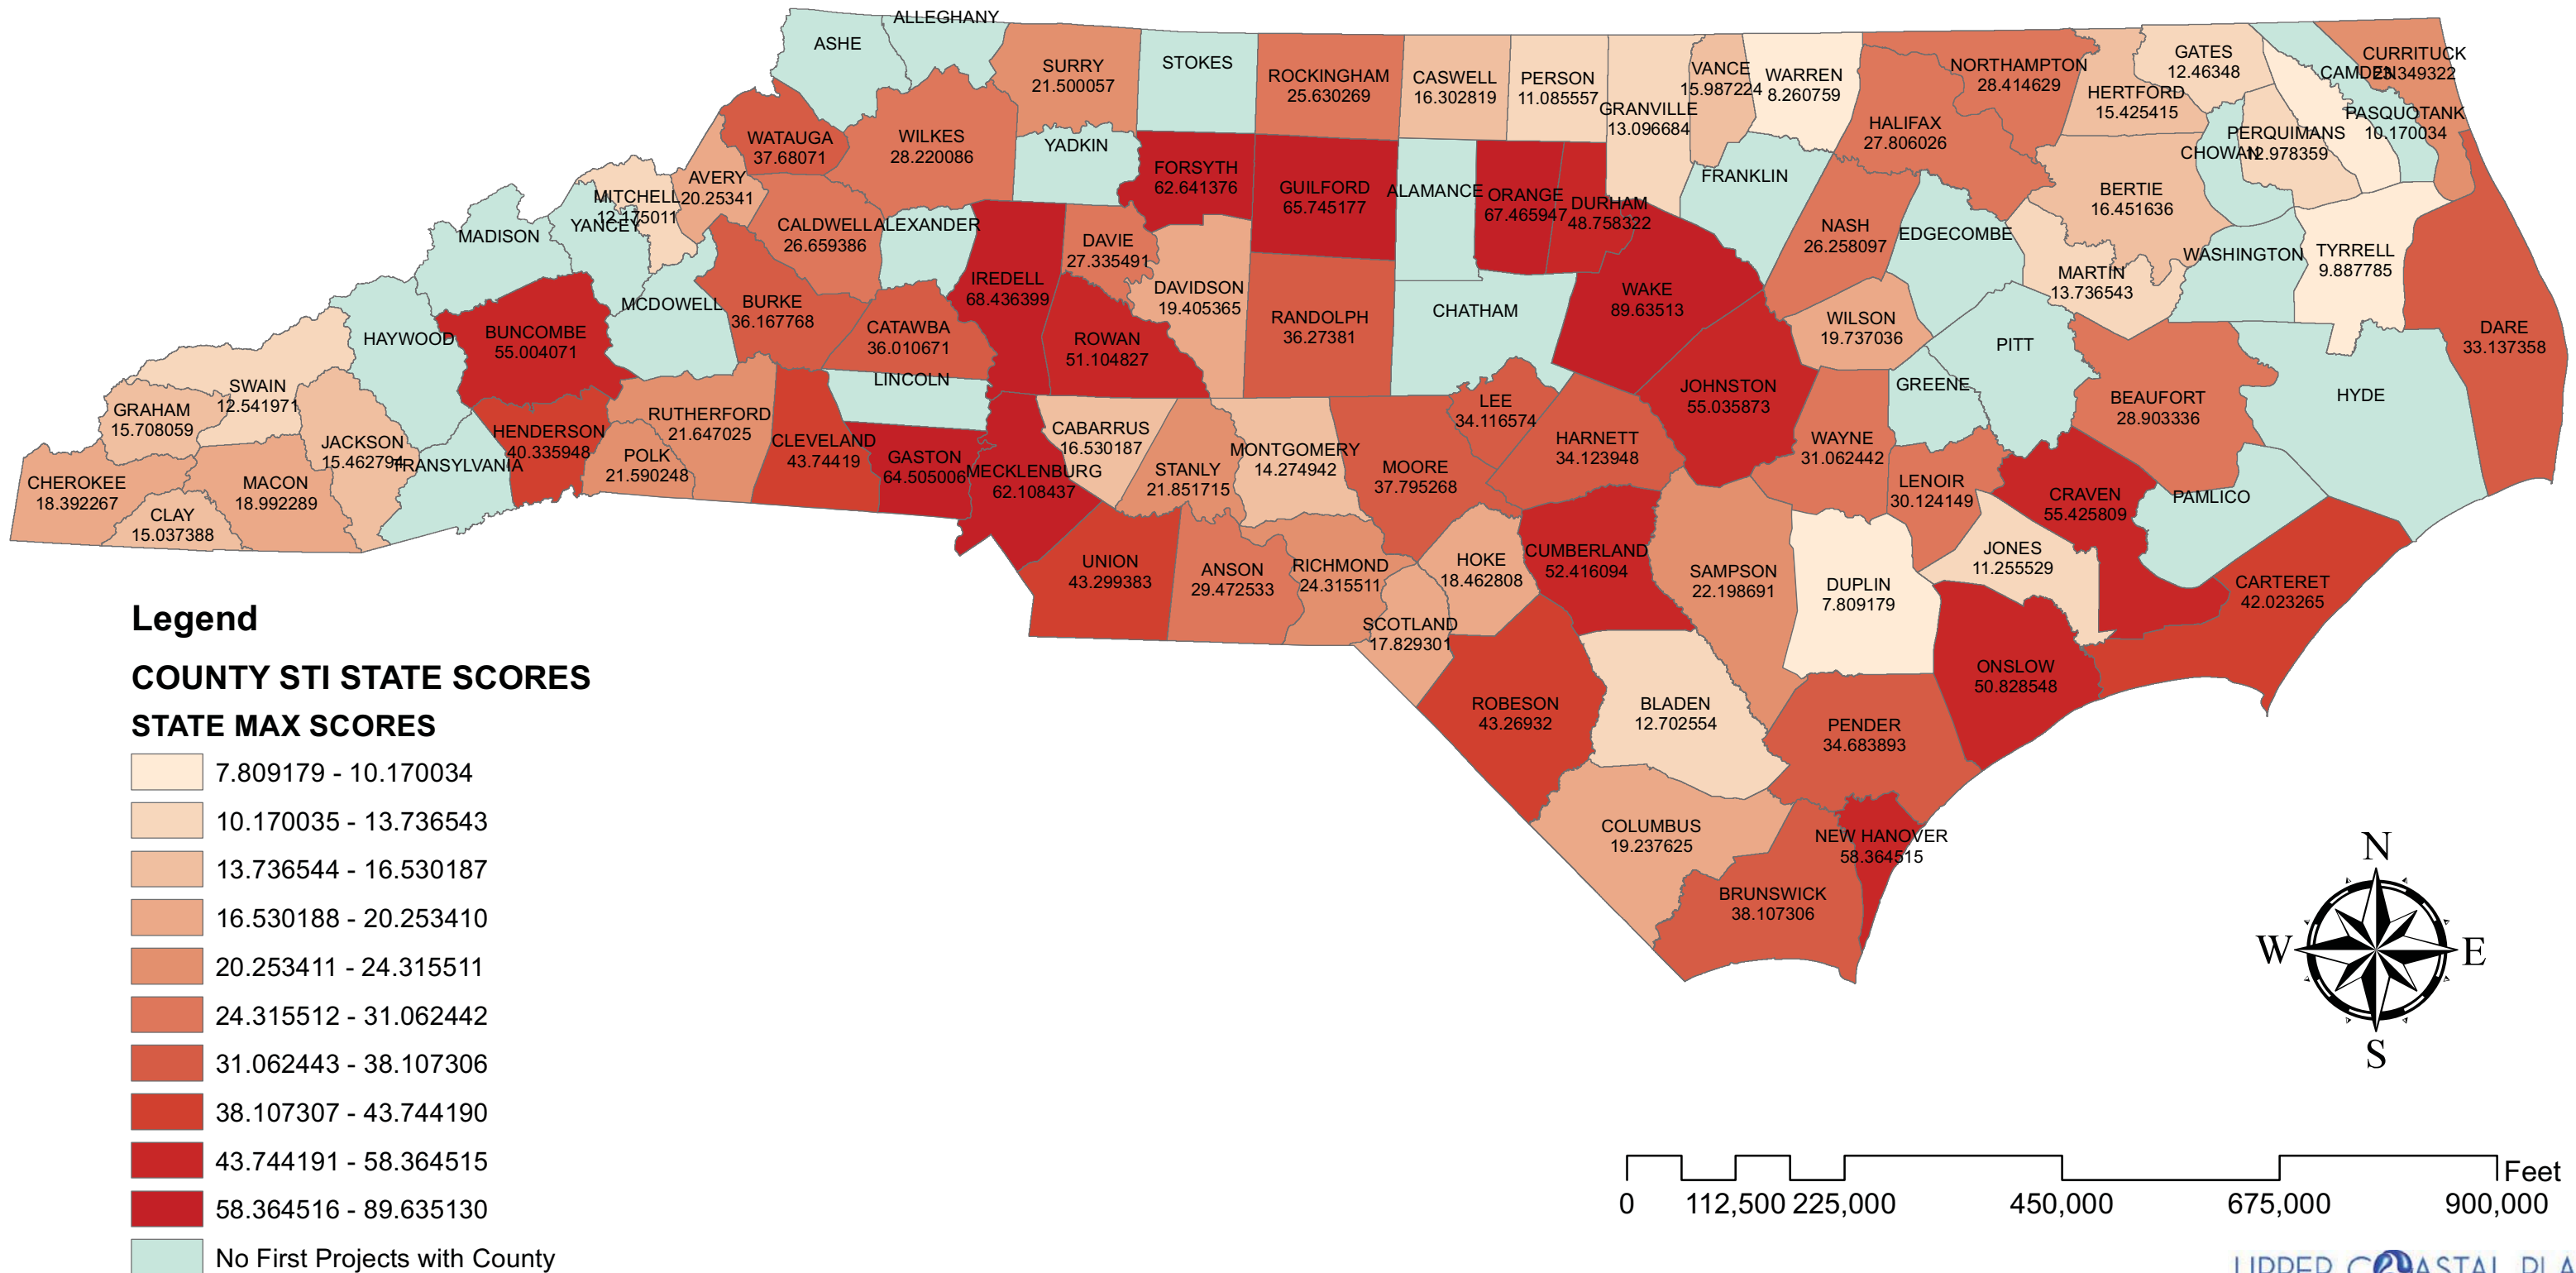 ALLEGHANY
ASHE
SURRY
21.500057
STOKES
ROCKINGHAM
25.630269
CASWELL
16.302819
PERSON
11.085557
GRANVILLE
13.096684
VANCE
15.987224
WARREN
8.260759
NORTHAMPTON
28.414629
HERTFORD
15.425415
GATES
12.46348
CAMDEN
CURRITUCK
23.349322
PASQUOTANK
10.170034
PERQUIMANS
12.978359
CHOWAN
HALIFAX
27.806026
WATAUGA
37.68071
WILKES
28.220086
YADKIN
FORSYTH
62.641376
GUILFORD
65.745177
ALAMANCE
ORANGE
67.465947
DURHAM
48.758322
FRANKLIN
NASH
26.258097
EDGECOMBE
BERTIE
16.451636
MARTIN
13.736543
WASHINGTON
TYRRELL
9.887785
DARE
33.137358
MITCHELL
12.175011
AVERY
20.25341
YANCEY
MADISON
CALDWELL
26.659386
ALEXANDER
IREDELL
68.436399
DAVIE
27.335491
DAVIDSON
19.405365
RANDOLPH
36.27381
CHATHAM
WAKE
89.63513
WILSON
19.737036
PITT
GREENE
BEAUFORT
28.903336
HYDE
HAYWOOD
BUNCOMBE
55.004071
MCDOWELL
BURKE
36.167768
CATAWBA
36.010671
ROWAN
51.104827
LINCOLN
LEE
34.116574
JOHNSTON
55.035873
HARNETT
34.123948
WAYNE
31.062442
LENOIR
30.124149
CRAVEN
55.425809
PAMLICO
SWAIN
12.541971
GRAHAM
15.708059
JACKSON
15.462794
TRANSYLVANIA
HENDERSON
40.335948
RUTHERFORD
21.647025
POLK
21.590248
CLEVELAND
43.74419
GASTON
64.505006
MECKLENBURG
62.108437
CABARRUS
16.530187
STANLY
21.851715
MONTGOMERY
14.274942
MOORE
37.795268
CHEROKEE
18.392267
CLAY
15.037388
MACON
18.992289
UNION
43.299383
ANSON
29.472533
RICHMOND
24.315511
SCOTLAND
17.829301
HOKE
18.462808
CUMBERLAND
52.416094
SAMPSON
22.198691
DUPLIN
7.809179
JONES
11.255529
CARTERET
42.023265
ONSLOW
50.828548
ROBESON
43.26932
BLADEN
12.702554
PENDER
34.683893
COLUMBUS
19.237625
NEW HANOVER
58.364515
BRUNSWICK
38.107306
Legend
COUNTY STI STATE SCORES
STATE MAX SCORES
7.809179 - 10.170034
10.170035 - 13.736543
13.736544 - 16.530187
16.530188 - 20.253410
20.253411 - 24.315511
24.315512 - 31.062442
31.062443 - 38.107306
38.107307 - 43.744190
43.744191 - 58.364515
58.364516 - 89.635130
No First Projects with County
N
W E
S
Feet
0 112,500 225,000 450,000 675,000 900,000
UPPER COASTAL PLA